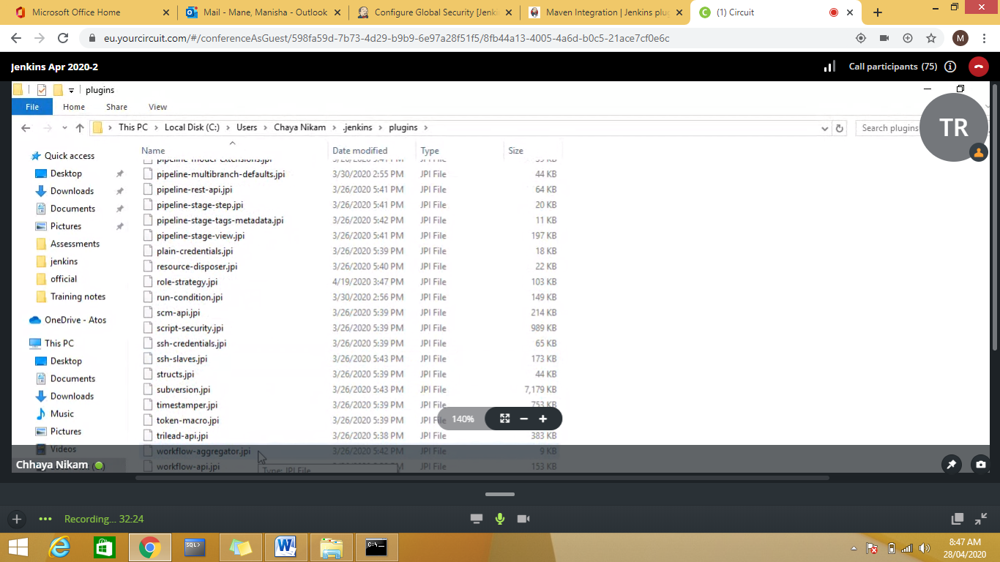 Microsoft Office Home
Mail - Mane, Manisha - Outlook
Configure Global Security [Jenki
Maven Integration | Jenkins plug
(1) Circuit
eu.yourcircuit.com/#/conferenceAsGuest/598fa59d-7b73-4d29-b9b9-6e97a28f51f5/8fb44a13-4005-4a6d-b0c5-21ace7cf0e6c
M
Jenkins Apr 2020-2
Call participants (75)
plugins
File Home Share View
This PC > Local Disk (C:) > Users > Chaya Nikam > .jenkins > plugins >
Search plugins
TR
Name Date modified Type Size
Quick access
Desktop
Downloads
Documents
Pictures
Assessments
jenkins
official
Training notes
OneDrive - Atos
This PC
Desktop
Documents
Downloads
Music
Pictures
Videos
pipeline-model-extensions.jpi 3/26/2020 5:41 PM JPI File 59 KB
pipeline-multibranch-defaults.jpi 3/30/2020 2:55 PM JPI File 44 KB
pipeline-rest-api.jpi 3/26/2020 5:41 PM JPI File 64 KB
pipeline-stage-step.jpi 3/26/2020 5:41 PM JPI File 20 KB
pipeline-stage-tags-metadata.jpi 3/26/2020 5:42 PM JPI File 11 KB
pipeline-stage-view.jpi 3/26/2020 5:41 PM JPI File 197 KB
plain-credentials.jpi 3/26/2020 5:39 PM JPI File 18 KB
resource-disposer.jpi 3/26/2020 5:40 PM JPI File 22 KB
role-strategy.jpi 4/19/2020 3:47 PM JPI File 103 KB
run-condition.jpi 3/30/2020 2:56 PM JPI File 149 KB
scm-api.jpi 3/26/2020 5:39 PM JPI File 214 KB
script-security.jpi 3/26/2020 5:39 PM JPI File 989 KB
ssh-credentials.jpi 3/26/2020 5:39 PM JPI File 65 KB
ssh-slaves.jpi 3/26/2020 5:43 PM JPI File 173 KB
structs.jpi 3/26/2020 5:39 PM JPI File 44 KB
subversion.jpi 3/26/2020 5:43 PM JPI File 7,179 KB
timestamper.jpi 3/26/2020 5:39 PM JPI File 753 KB
token-macro.jpi 3/26/2020 5:39 PM JPI File
trilead-api.jpi 3/26/2020 5:38 PM JPI File 383 KB
workflow-aggregator.jpi 3/26/2020 5:42 PM JPI File 9 KB
workflow-api.jpi 153 KB
Type: JPI File
140%
Chhaya Nikam
Recording... 32:24
SQL>
C:\
8:47 AM
28/04/2020